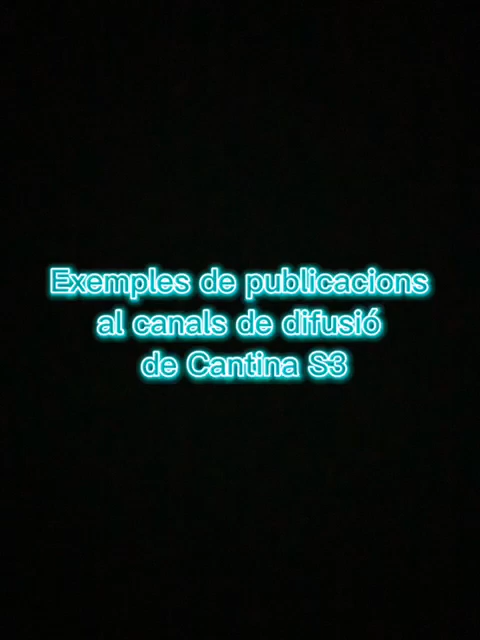 Exemples de publicacions
al canals de difusió
de Cantina S3